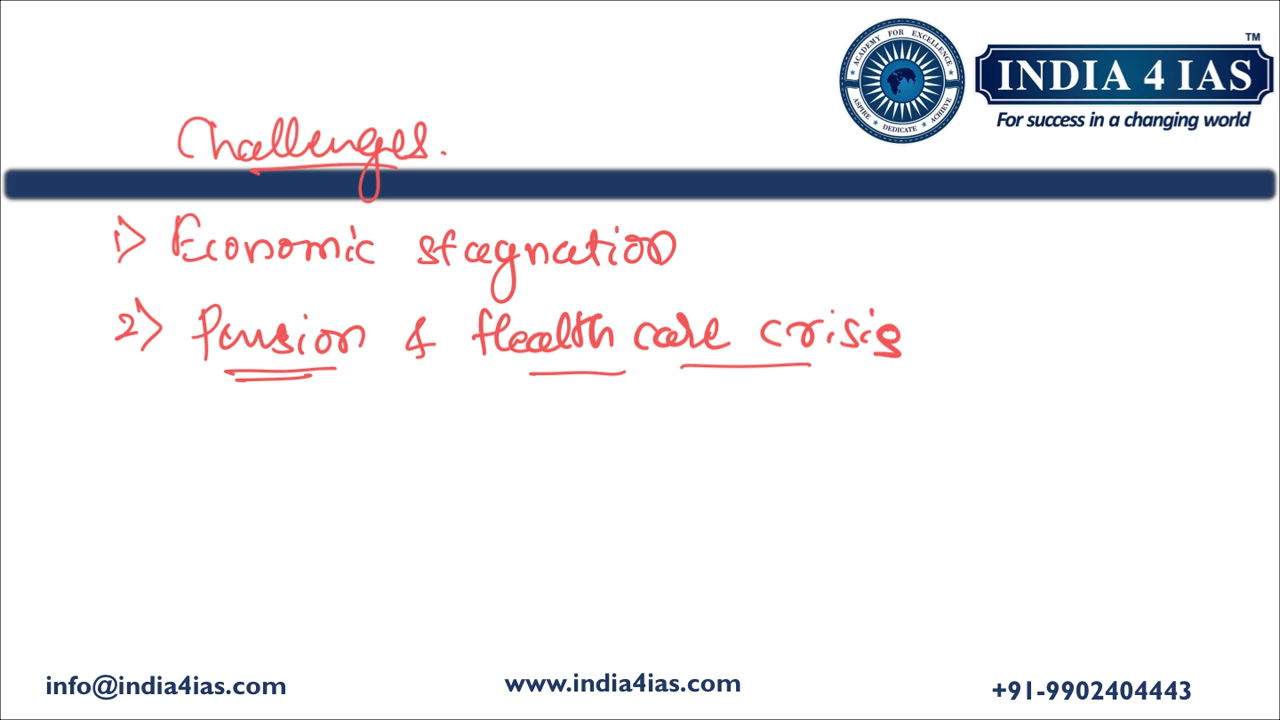 ACADEMY FOR EXCELLENCE
ASPIRE DEDICATE ACHIEVE
TM
INDIA 4 IAS
For success in a changing world
Challenges.
1) Economic stagnation
2) Pension & Health care crisis
info@india4ias.com
www.india4ias.com
+91-9902404443